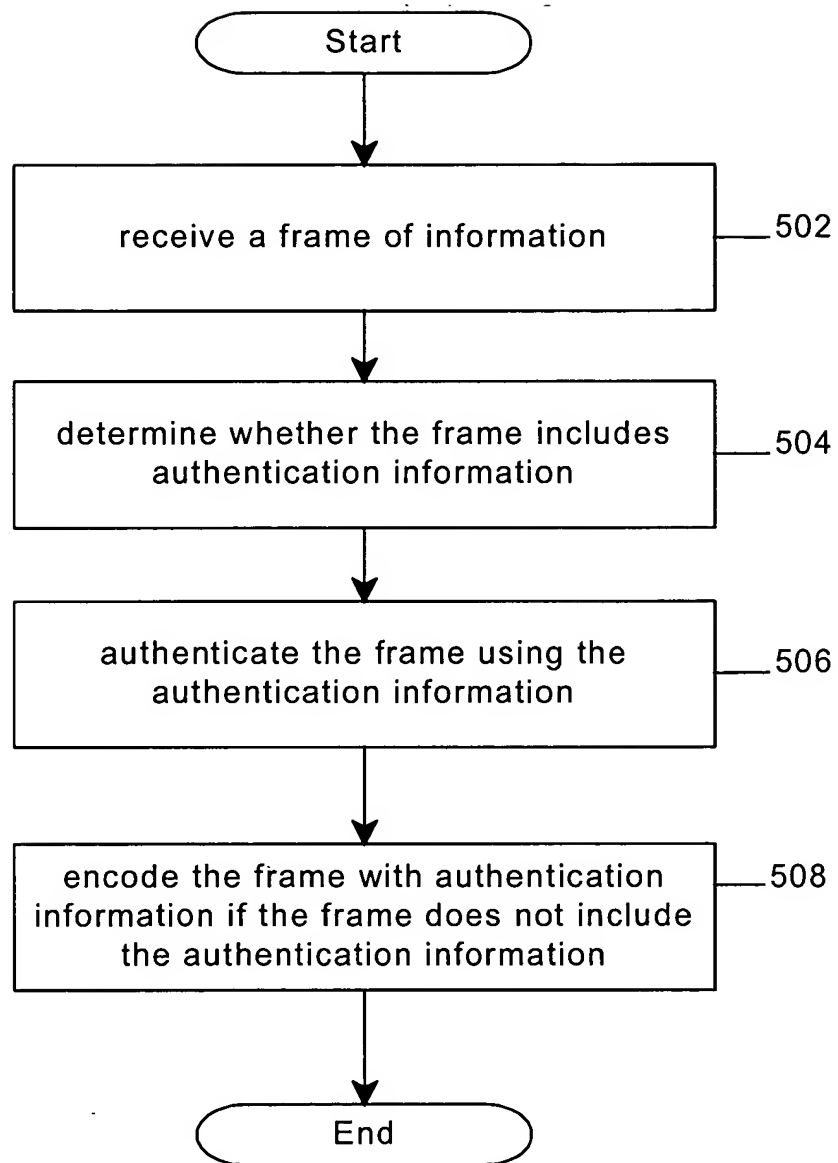 Start
receive a frame of information
502
determine whether the frame includes
authentication information
504
authenticate the frame using the
authentication information
506
encode the frame with authentication
information if the frame does not include
the authentication information
508
End